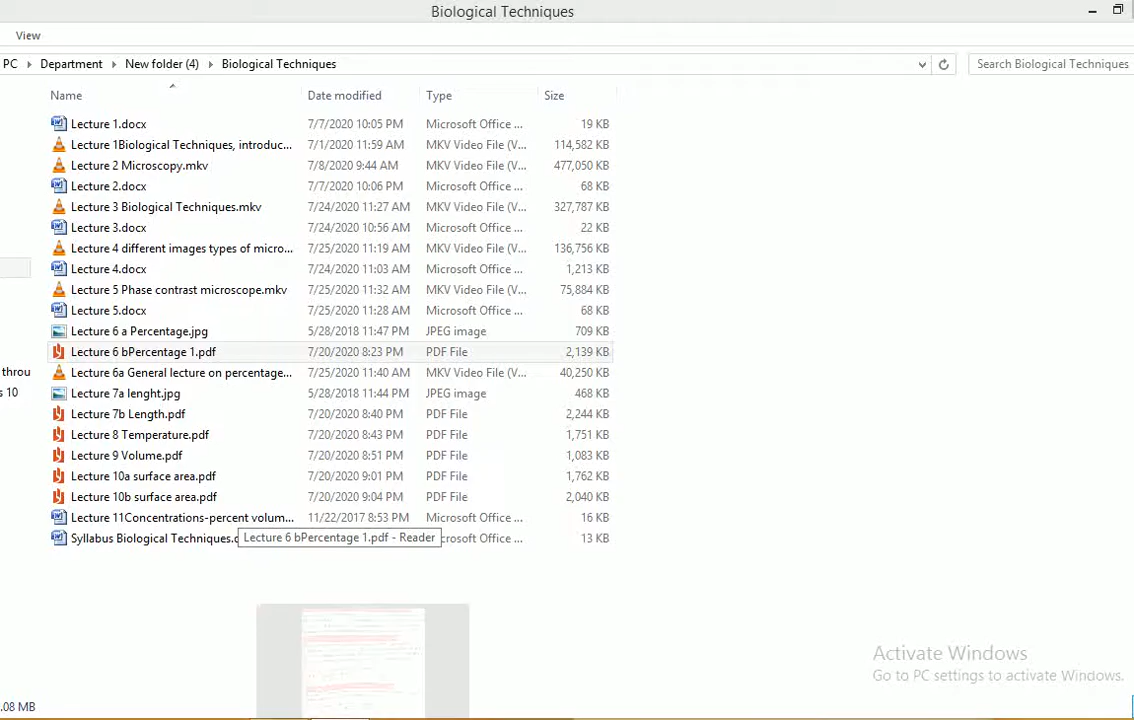 Biological Techniques
View
PC Department New folder (4) Biological Techniques Search Biological Techniques
Name Date modified Type Size
Lecture 1.docx 7/7/2020 10:05 PM Microsoft Office ... 19 KB
Lecture 1Biological Techniques, introduc... 7/1/2020 11:59 AM MKV Video File (V... 114,582 KB
Lecture 2 Microscopy.mkv 7/8/2020 9:44 AM MKV Video File (V... 477,050 KB
Lecture 2.docx 7/7/2020 10:06 PM Microsoft Office ... 68 KB
Lecture 3 Biological Techniques.mkv 7/24/2020 11:27 AM MKV Video File (V... 327,787 KB
Lecture 3.docx 7/24/2020 10:56 AM Microsoft Office ... 22 KB
Lecture 4 different images types of micro... 7/25/2020 11:19 AM MKV Video File (V... 136,756 KB
Lecture 4.docx 7/24/2020 11:03 AM Microsoft Office ... 1,213 KB
Lecture 5 Phase contrast microscope.mkv 7/25/2020 11:32 AM MKV Video File (V... 75,884 KB
Lecture 5.docx 7/25/2020 11:28 AM Microsoft Office ... 68 KB
Lecture 6 a Percentage.jpg 5/28/2018 11:47 PM JPEG image 709 KB
Lecture 6 bPercentage 1.pdf 7/20/2020 8:23 PM PDF File 2,139 KB
throu Lecture 6a General lecture on percentage... 7/25/2020 11:40 AM MKV Video File (V... 40,250 KB
s 10 Lecture 7a lenght.jpg 5/28/2018 11:44 PM JPEG image 468 KB
Lecture 7b Length.pdf 7/20/2020 8:40 PM PDF File 2,244 KB
Lecture 8 Temperature.pdf 7/20/2020 8:43 PM PDF File 1,751 KB
Lecture 9 Volume.pdf 7/20/2020 8:51 PM PDF File 1,083 KB
Lecture 10a surface area.pdf 7/20/2020 9:01 PM PDF File 1,762 KB
Lecture 10b surface area.pdf 7/20/2020 9:04 PM PDF File 2,040 KB
Lecture 11Concentrations-percent volum... 11/22/2017 8:53 PM Microsoft Office ... 16 KB
Syllabus Biological Techniques.d Lecture 6 bPercentage 1.pdf - Reader crosoft Office ... 13 KB
Activate Windows
Go to PC settings to activate Windows.
.08 MB